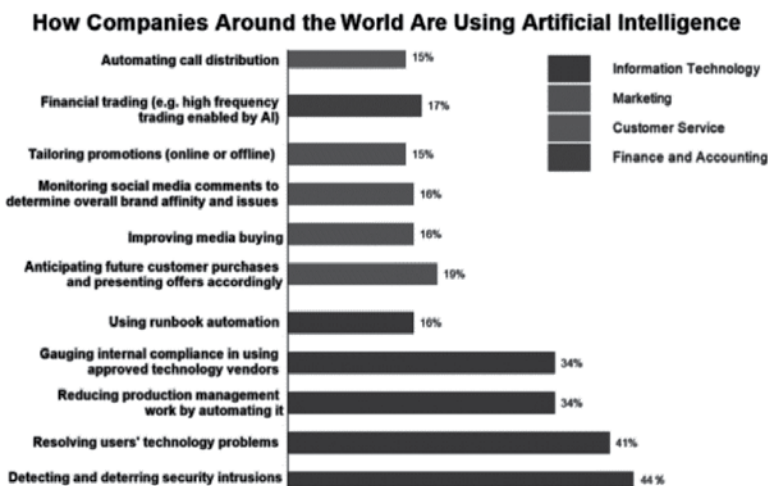 How Companies Around the World Are Using Artificial Intelligence
Automating call distribution 15%
Financial trading (e.g. high frequency
trading enabled by AI) 17%
Tailoring promotions (online or offline) 15%
Monitoring social media comments to
determine overall brand affinity and issues 16%
Improving media buying 16%
Anticipating future customer purchases
and presenting offers accordingly 19%
Using runbook automation 16%
Gauging internal compliance in using
approved technology vendors 34%
Reducing production management
work by automating it 34%
Resolving users' technology problems 41%
Detecting and deterring security intrusions 44 %
Information Technology
Marketing
Customer Service
Finance and Accounting